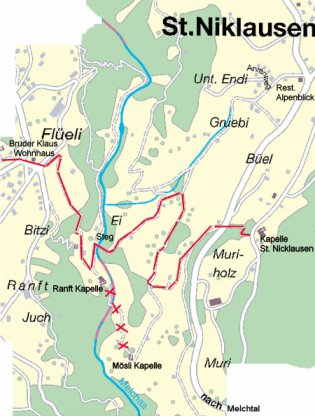 St.Niklausen
Unt. Endi
Rest.
Alpenblick
Gruebi
Flüeli
Bruder Klaus
Wohnhaus
Büel
Ei
Bitzi
Steg
Kapelle
St. Nicklausen
Muri-
holz
Ranft
Ranft Kapelle
Juch
Mösli Kapelle
Muri
Melchaa
nach Melchtal